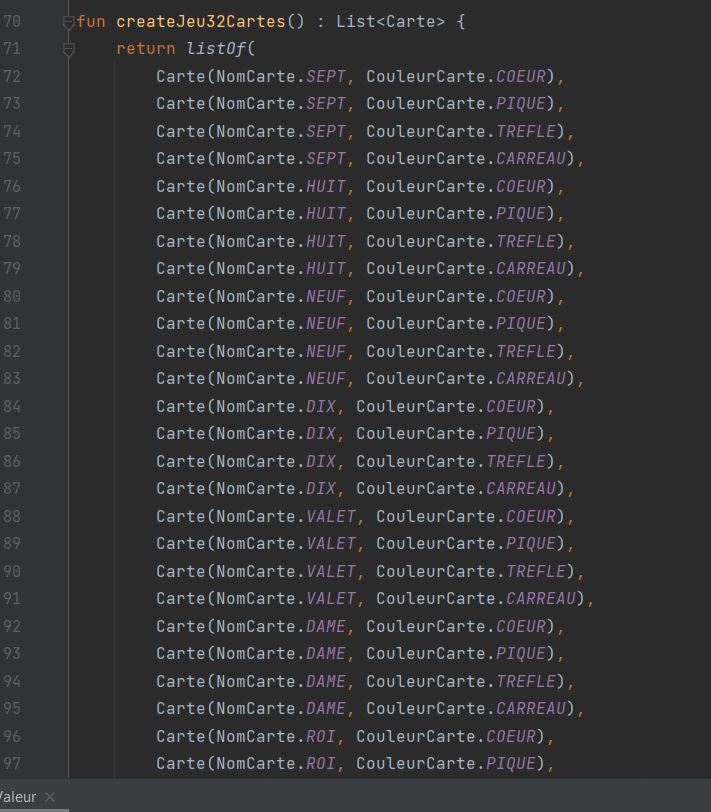 70 fun createJeu32Cartes() : List<Carte> {
71 return listOf(
72 Carte(NomCarte.SEPT, CouleurCarte.COEUR),
73 Carte(NomCarte.SEPT, CouleurCarte.PIQUE),
74 Carte(NomCarte.SEPT, CouleurCarte.TREFLE),
75 Carte(NomCarte.SEPT, CouleurCarte.CARREAU),
76 Carte(NomCarte.HUIT, CouleurCarte.COEUR),
77 Carte(NomCarte.HUIT, CouleurCarte.PIQUE),
78 Carte(NomCarte.HUIT, CouleurCarte.TREFLE),
79 Carte(NomCarte.HUIT, CouleurCarte.CARREAU),
80 Carte(NomCarte.NEUF, CouleurCarte.COEUR),
81 Carte(NomCarte.NEUF, CouleurCarte.PIQUE),
82 Carte(NomCarte.NEUF, CouleurCarte.TREFLE),
83 Carte(NomCarte.NEUF, CouleurCarte.CARREAU),
84 Carte(NomCarte.DIX, CouleurCarte.COEUR),
85 Carte(NomCarte.DIX, CouleurCarte.PIQUE),
86 Carte(NomCarte.DIX, CouleurCarte.TREFLE),
87 Carte(NomCarte.DIX, CouleurCarte.CARREAU),
88 Carte(NomCarte.VALET, CouleurCarte.COEUR),
89 Carte(NomCarte.VALET, CouleurCarte.PIQUE),
90 Carte(NomCarte.VALET, CouleurCarte.TREFLE),
91 Carte(NomCarte.VALET, CouleurCarte.CARREAU),
92 Carte(NomCarte.DAME, CouleurCarte.COEUR),
93 Carte(NomCarte.DAME, CouleurCarte.PIQUE),
94 Carte(NomCarte.DAME, CouleurCarte.TREFLE),
95 Carte(NomCarte.DAME, CouleurCarte.CARREAU),
96 Carte(NomCarte.ROI, CouleurCarte.COEUR),
97 Carte(NomCarte.ROI, CouleurCarte.PIQUE),
Valeur